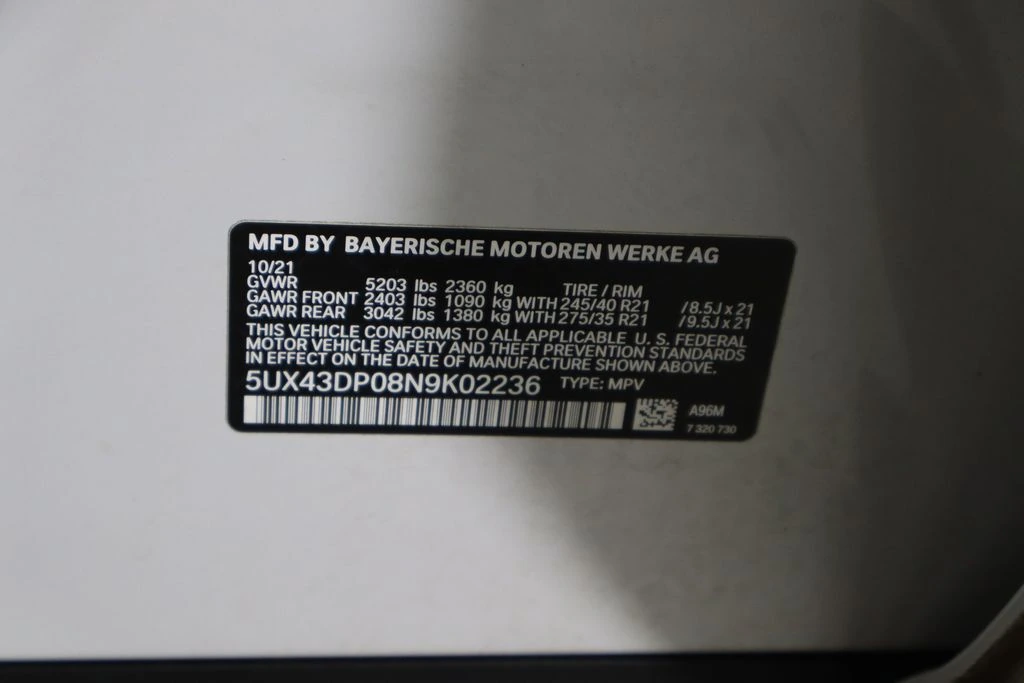 MFD BY BAYERISCHE MOTOREN WERKE AG
10/21
GVWR 5203 lbs 2360 kg TIRE / RIM
GAWR FRONT 2403 lbs 1090 kg WITH 245/40 R21 /8.5J x 21
GAWR REAR 3042 lbs 1380 kg WITH 275/35 R21 /9.5J x 21
THIS VEHICLE CONFORMS TO ALL APPLICABLE U. S. FEDERAL
MOTOR VEHICLE SAFETY AND THEFT PREVENTION STANDARDS
IN EFFECT ON THE DATE OF MANUFACTURE SHOWN ABOVE.
5UX43DP08N9K02236 TYPE: MPV
A96M
7 320 730